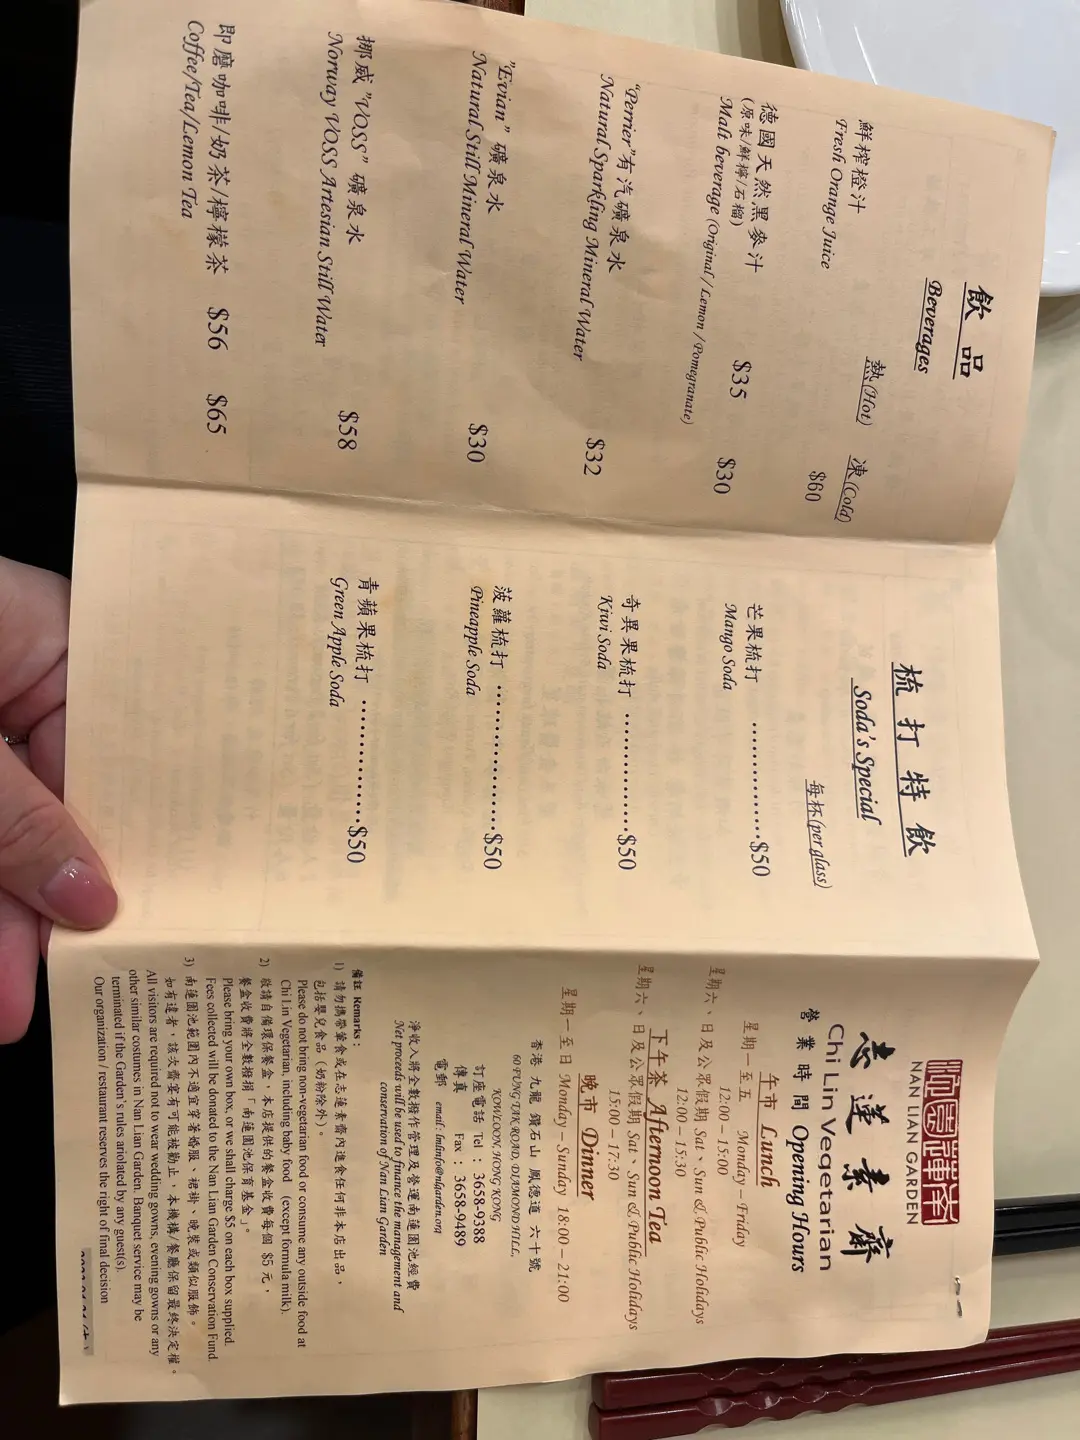 飲品
Beverages
熱(Hot) 凍(Cold)
鮮榨橙汁 $60
Fresh Orange Juice
德國天然黑麥汁 $35 $30
(原味/鮮檸/石榴)
Malt beverage (Original / Lemon / Pomegranate)
"Perrier"有汽礦泉水 $32
Natural Sparkling Mineral Water
"Evian" 礦泉水 $30
Natural Still Mineral Water
挪威 "VOSS" 礦泉水 $58
Norway VOSS Artesian Still Water
即磨咖啡/奶茶/檸檬茶 $56 $65
Coffee/Tea/Lemon Tea
梳打特飲
Soda's Special
每杯(per glass)
芒果梳打 ............$50
Mango Soda
奇異果梳打 .............$50
Kiwi Soda
菠蘿梳打 ...............$50
Pineapple Soda
青蘋果梳打 .............$50
Green Apple Soda
南蓮園池
NAN LIAN GARDEN
志蓮素齋
Chi Lin Vegetarian
營業時間 Opening Hours
午市 Lunch
星期一至五 Monday – Friday
12:00 – 15:00
星期六、日及公眾假期 Sat、Sun & Public Holidays
12:00 – 15:30
下午茶 Afternoon Tea
星期六、日及公眾假期 Sat、Sun & Public Holidays
15:00 – 17:30
晚市 Dinner
星期一至日 Monday – Sunday 18:00 – 21:00
香港 九龍 鑽石山 鳳德道 六十號
60 FUNG TAK ROAD, DIAMOND HILL,
KOWLOON, HONG KONG
訂座電話 Tel : 3658-9388
傳真 Fax : 3658-9489
電郵 email : lmlnfo@nlgarden.org
淨收入將全數撥作管理及營運南蓮園池經費
Net proceeds will be used to finance the management and
conservation of Nan Lian Garden
備註 Remarks :
1) 請勿攜帶葷食或在志蓮素齋內進食任何非本店出品，
包括嬰兒食品 ( 奶粉除外 ) 。
Please do not bring non-vegetarian food or consume any outside food at
Chi Lin Vegetarian, including baby food (except formula milk).
2) 敬請自備環保餐盒，本店提供的餐盒收費每個 $5 元，
餐盒收費將全數撥捐「南蓮園池保育基金」。
Please bring your own box, or we shall charge $5 on each box supplied.
Fees collected will be donated to the Nan Lian Garden Conservation Fund.
3) 南蓮園池範圍內不適宜穿著婚服、裙褂、晚裝或類似服飾。
如有違者，該次齋宴有可能被勸止，本機構/餐廳保留最終決定權。
All visitors are required not to wear wedding gowns, evening gowns or any
other similar costumes in Nan Lian Garden. Banquet service may be
terminated if the Garden's rules are violated by any guest(s).
Our organization / restaurant reserves the right of final decision